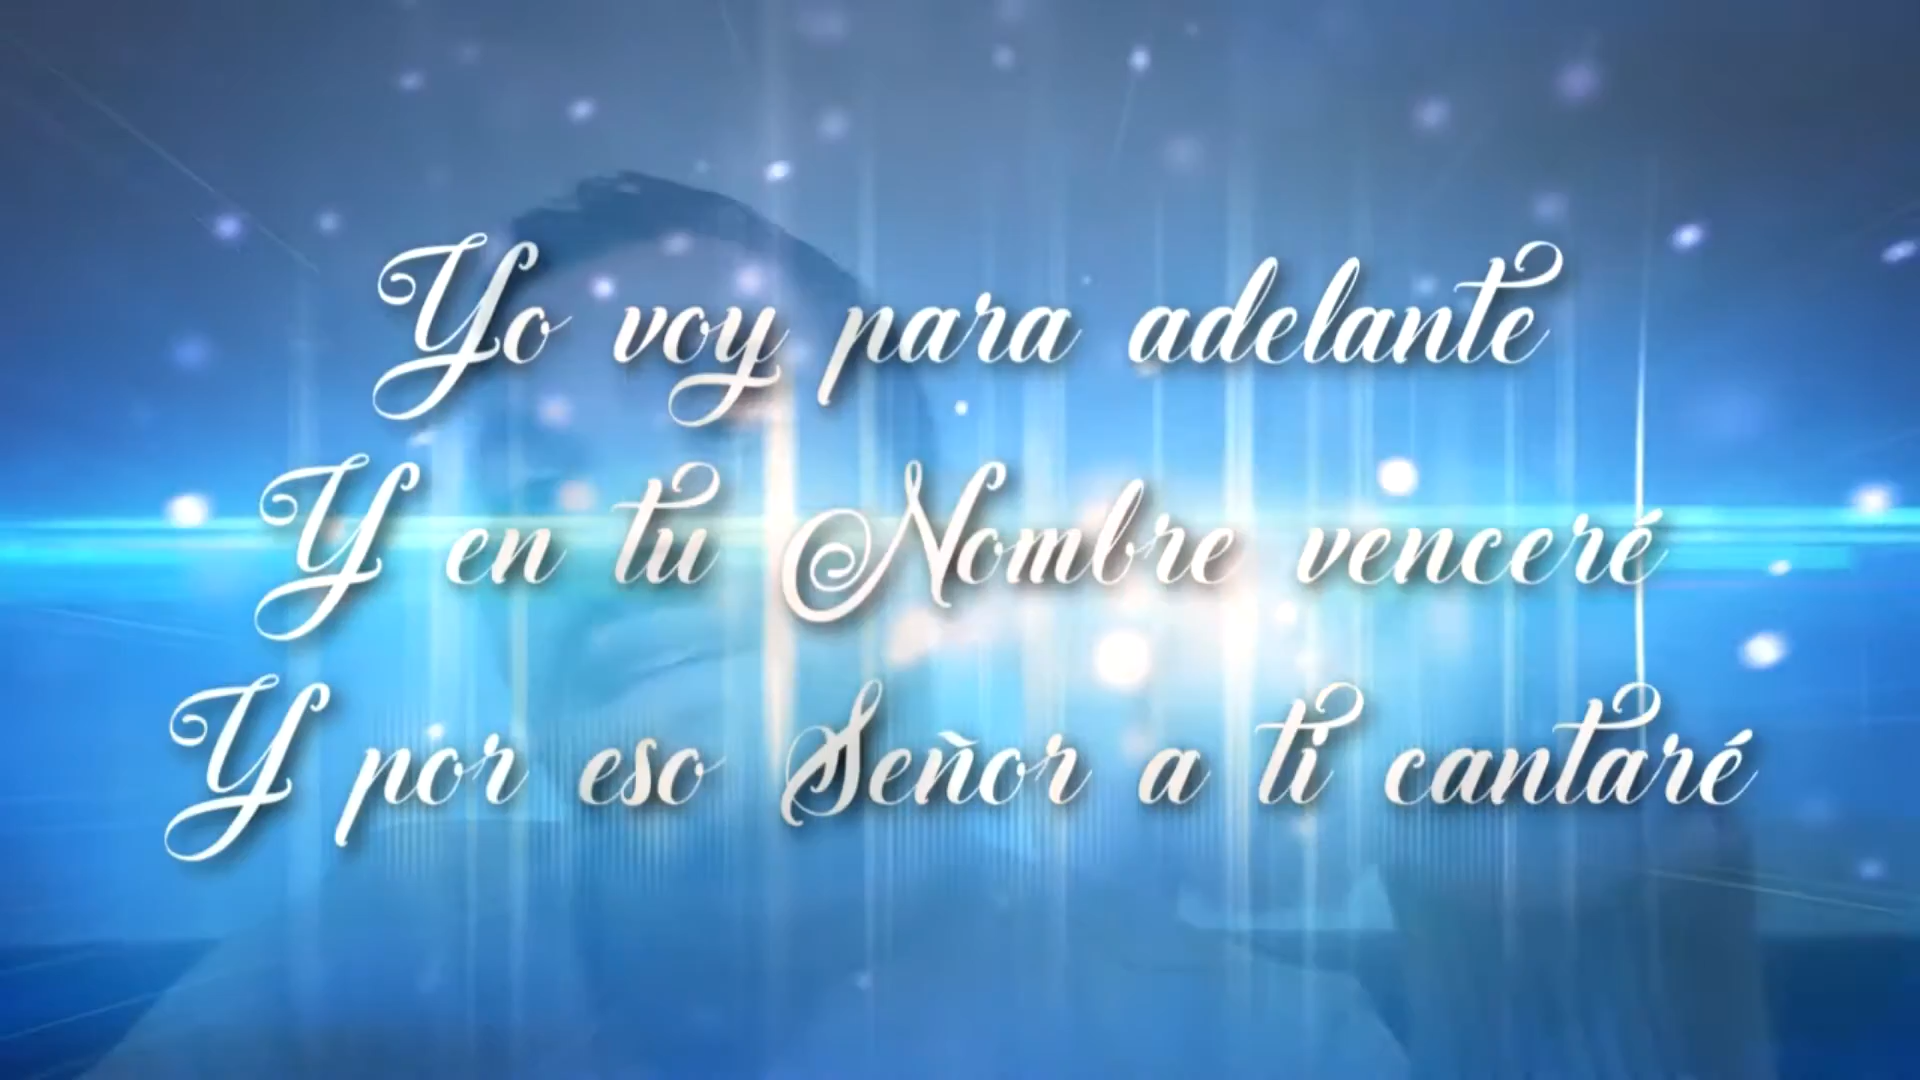 Yo voy para adelante
Y en tu Nombre venceré
Y por eso Señor a ti cantaré